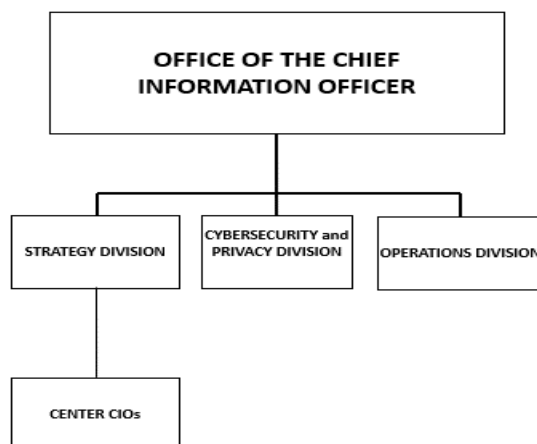 OFFICE OF THE CHIEF
INFORMATION OFFICER
STRATEGY DIVISION
CYBERSECURITY and
PRIVACY DIVISION
OPERATIONS DIVISION
CENTER CIOs